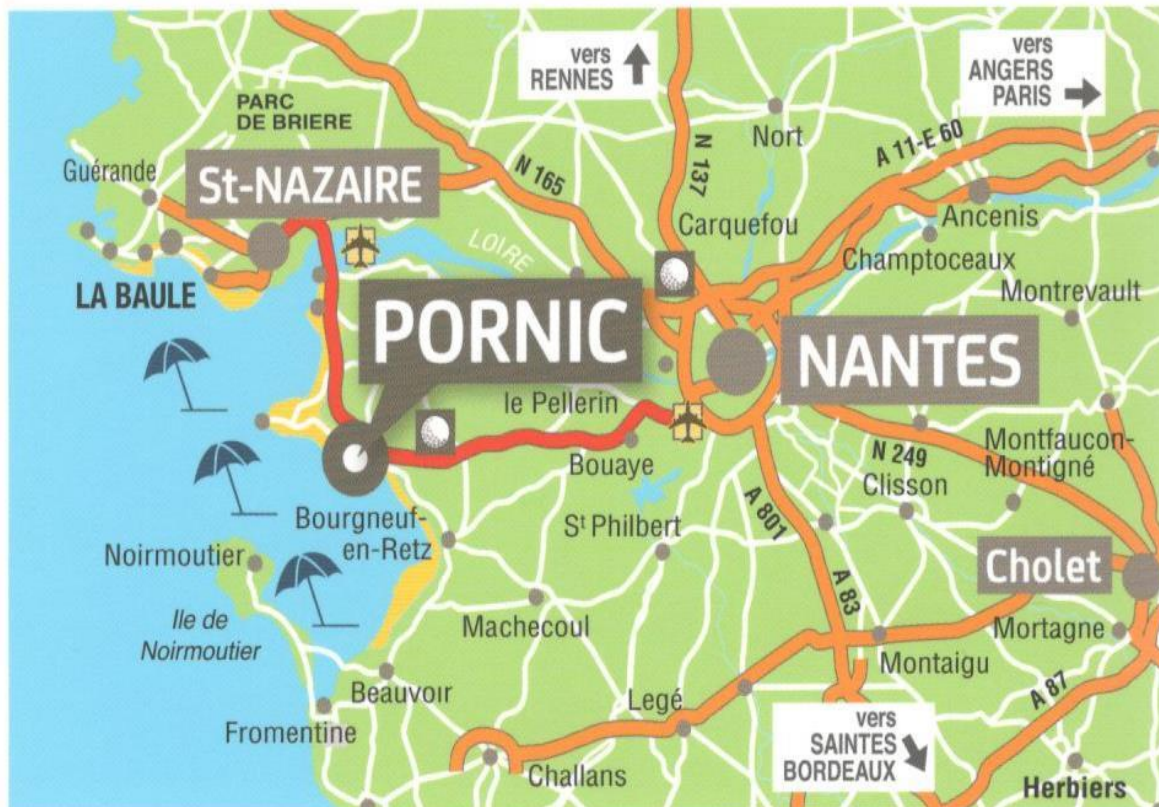 vers
RENNES
vers
ANGERS
PARIS
PARC
DE BRIERE
Nort
A 11-E 60
Guérande
St-NAZAIRE
N 165
N 137
Carquefou
Ancenis
LOIRE
Champtoceaux
LA BAULE
Montrevault
PORNIC
NANTES
le Pellerin
Bouaye
N 249
Montfaucon-
Montigné
Clisson
Bourgneuf-
en-Retz
St Philbert
A 801
Noirmoutier
Cholet
A 83
Ile de
Noirmoutier
Machecoul
Mortagne
Montaigu
Beauvoir
A 87
Legé
Fromentine
vers
SAINTES
BORDEAUX
Challans
Herbiers